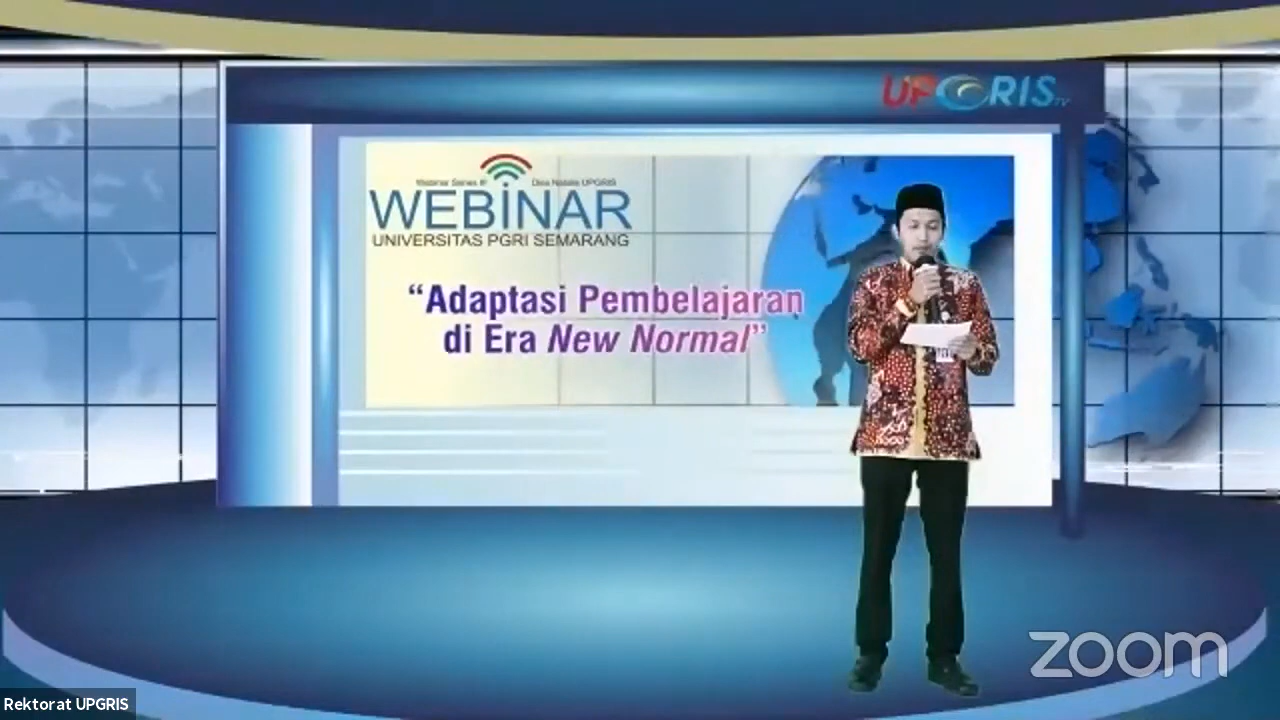 UPGRIS TV
Webinar Series III Dies Natalis UPGRIS
WEBINAR
UNIVERSITAS PGRI SEMARANG
“Adaptasi Pembelajaran
di Era New Normal”
zoom
Rektorat UPGRIS